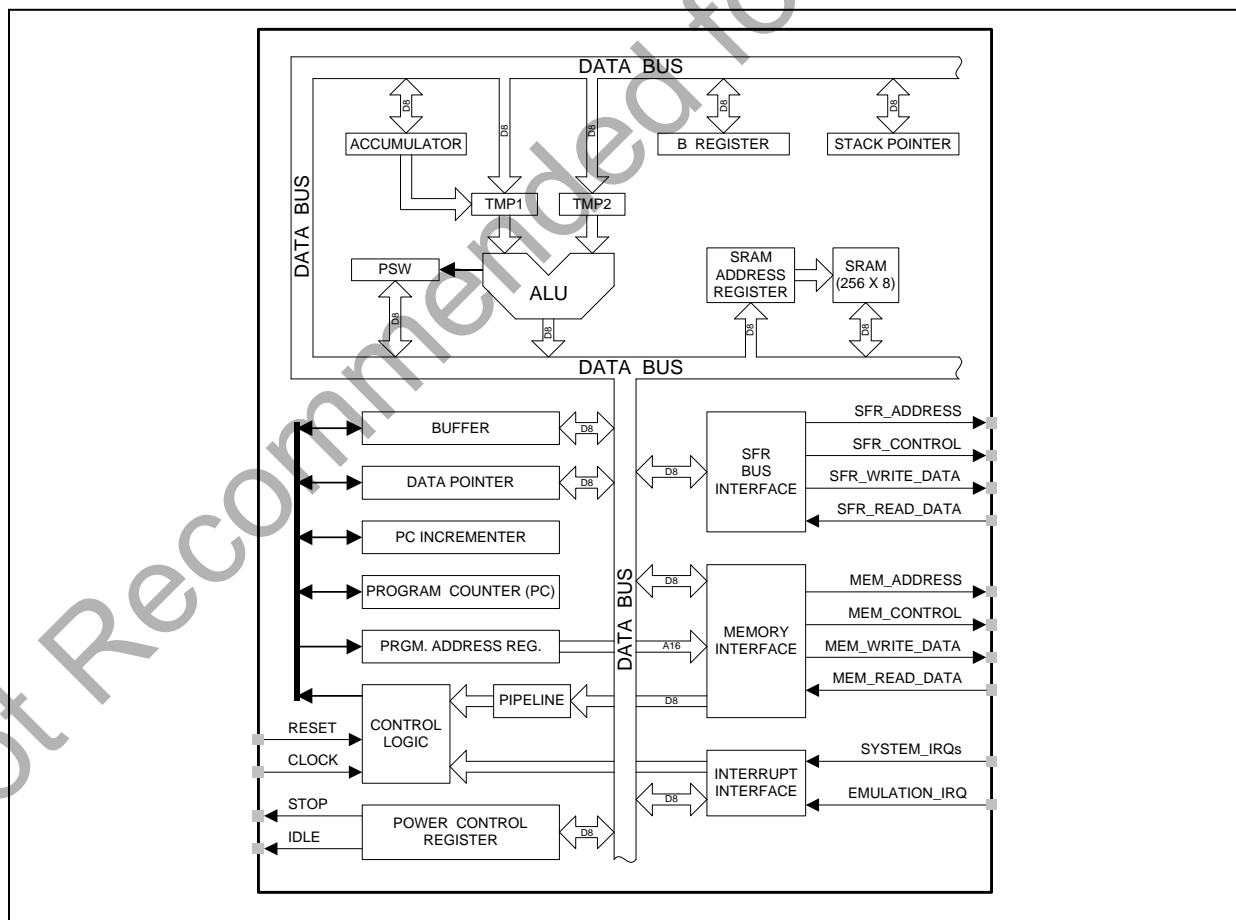 DATA BUS
D8
D8
D8
D8
D8
ACCUMULATOR
B REGISTER
STACK POINTER
DATA BUS
TMP1
TMP2
PSW
ALU
SRAM
ADDRESS
REGISTER
SRAM
(256 X 8)
D8
D8
D8
D8
DATA BUS
BUFFER
D8
DATA POINTER
D8
PC INCREMENTER
PROGRAM COUNTER (PC)
PRGM. ADDRESS REG.
A16
PIPELINE
D8
CONTROL
LOGIC
RESET
CLOCK
STOP
IDLE
POWER CONTROL
REGISTER
D8
DATA BUS
D8
SFR
BUS
INTERFACE
SFR_ADDRESS
SFR_CONTROL
SFR_WRITE_DATA
SFR_READ_DATA
D8
MEMORY
INTERFACE
MEM_ADDRESS
MEM_CONTROL
MEM_WRITE_DATA
MEM_READ_DATA
D8
INTERRUPT
INTERFACE
SYSTEM_IRQs
EMULATION_IRQ
Recommended